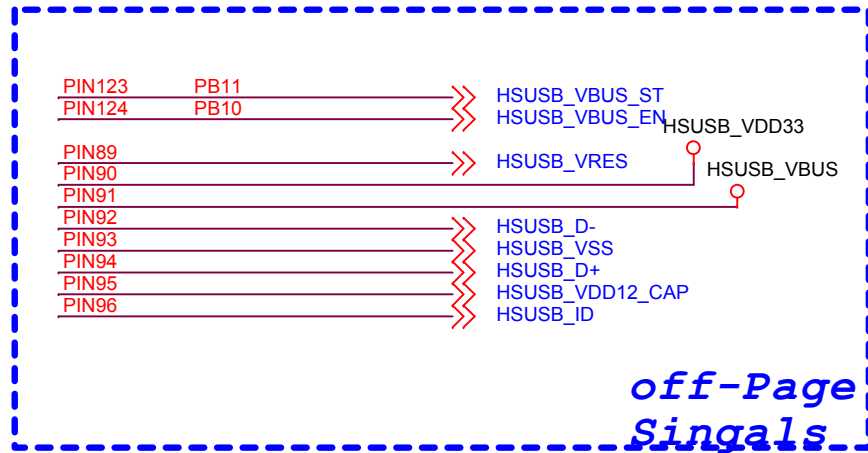 PIN123 PB11 HSUSB_VBUS_ST
PIN124 PB10 HSUSB_VBUS_EN
HSUSB_VDD33
PIN89 HSUSB_VRES
PIN90 HSUSB_VBUS
PIN91
PIN92 HSUSB_D-
PIN93 HSUSB_VSS
PIN94 HSUSB_D+
PIN95 HSUSB_VDD12_CAP
PIN96 HSUSB_ID
off-Page
Singals